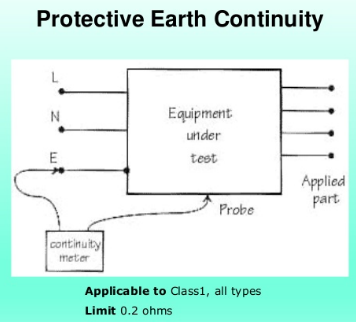 Protective Earth Continuity
L
N
E
Equipment
under
test
Applied
part
Probe
continuity
meter
Applicable to Class1, all types
Limit 0.2 ohms